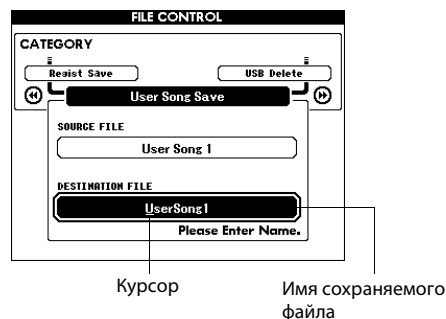 FILE CONTROL
CATEGORY
Regist Save
USB Delete
User Song Save
SOURCE FILE
User Song 1
DESTINATION FILE
UserSong1
Please Enter Name.
Курсор
Имя сохраняемого
файла